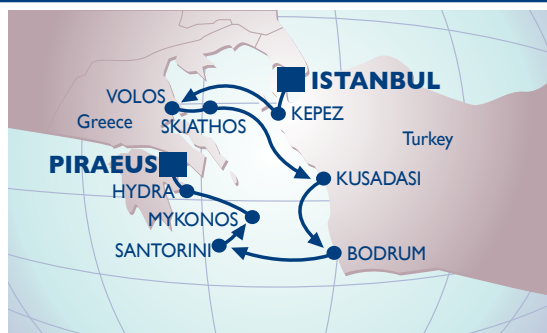 ISTANBUL
VOLOS
KEPEZ
Greece
SKIATHOS
Turkey
PIRAEUS
KUSADASI
HYDRA
MYKONOS
SANTORINI
BODRUM